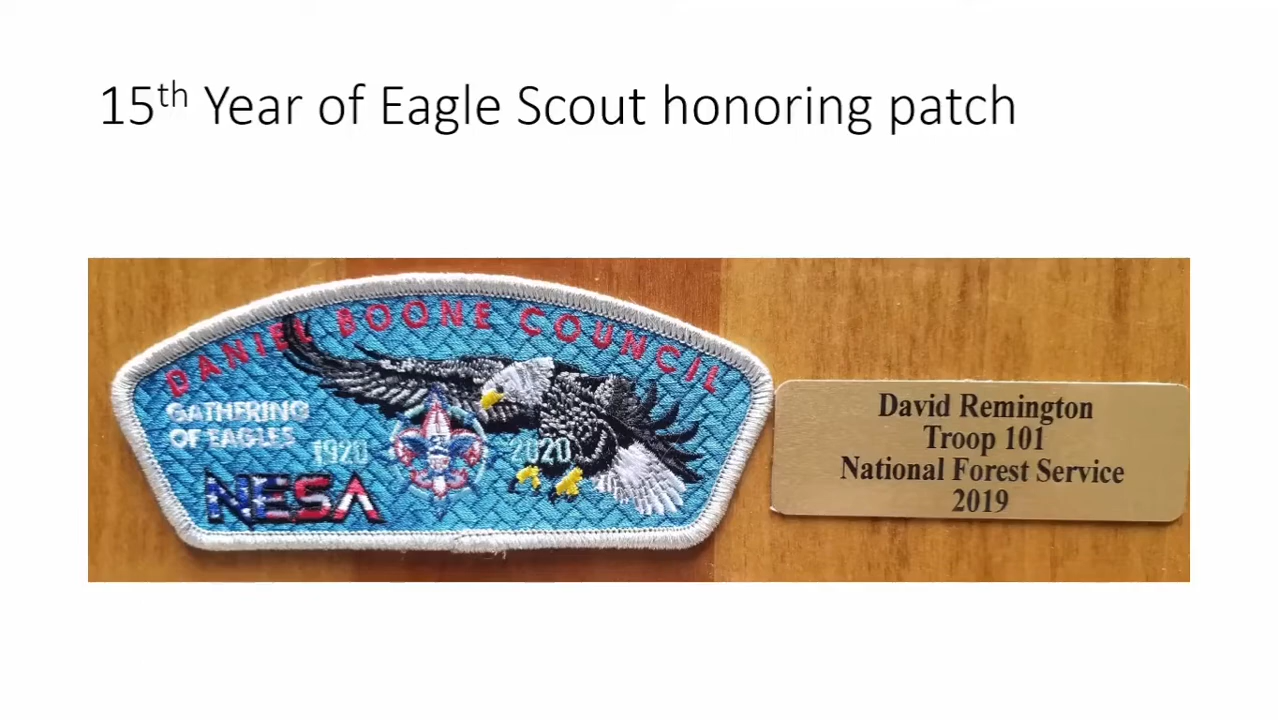 15th Year of Eagle Scout honoring patch
DANIEL BOONE COUNCIL
GATHERING
OF EAGLES
1920 2020
NESA
David Remington
Troop 101
National Forest Service
2019